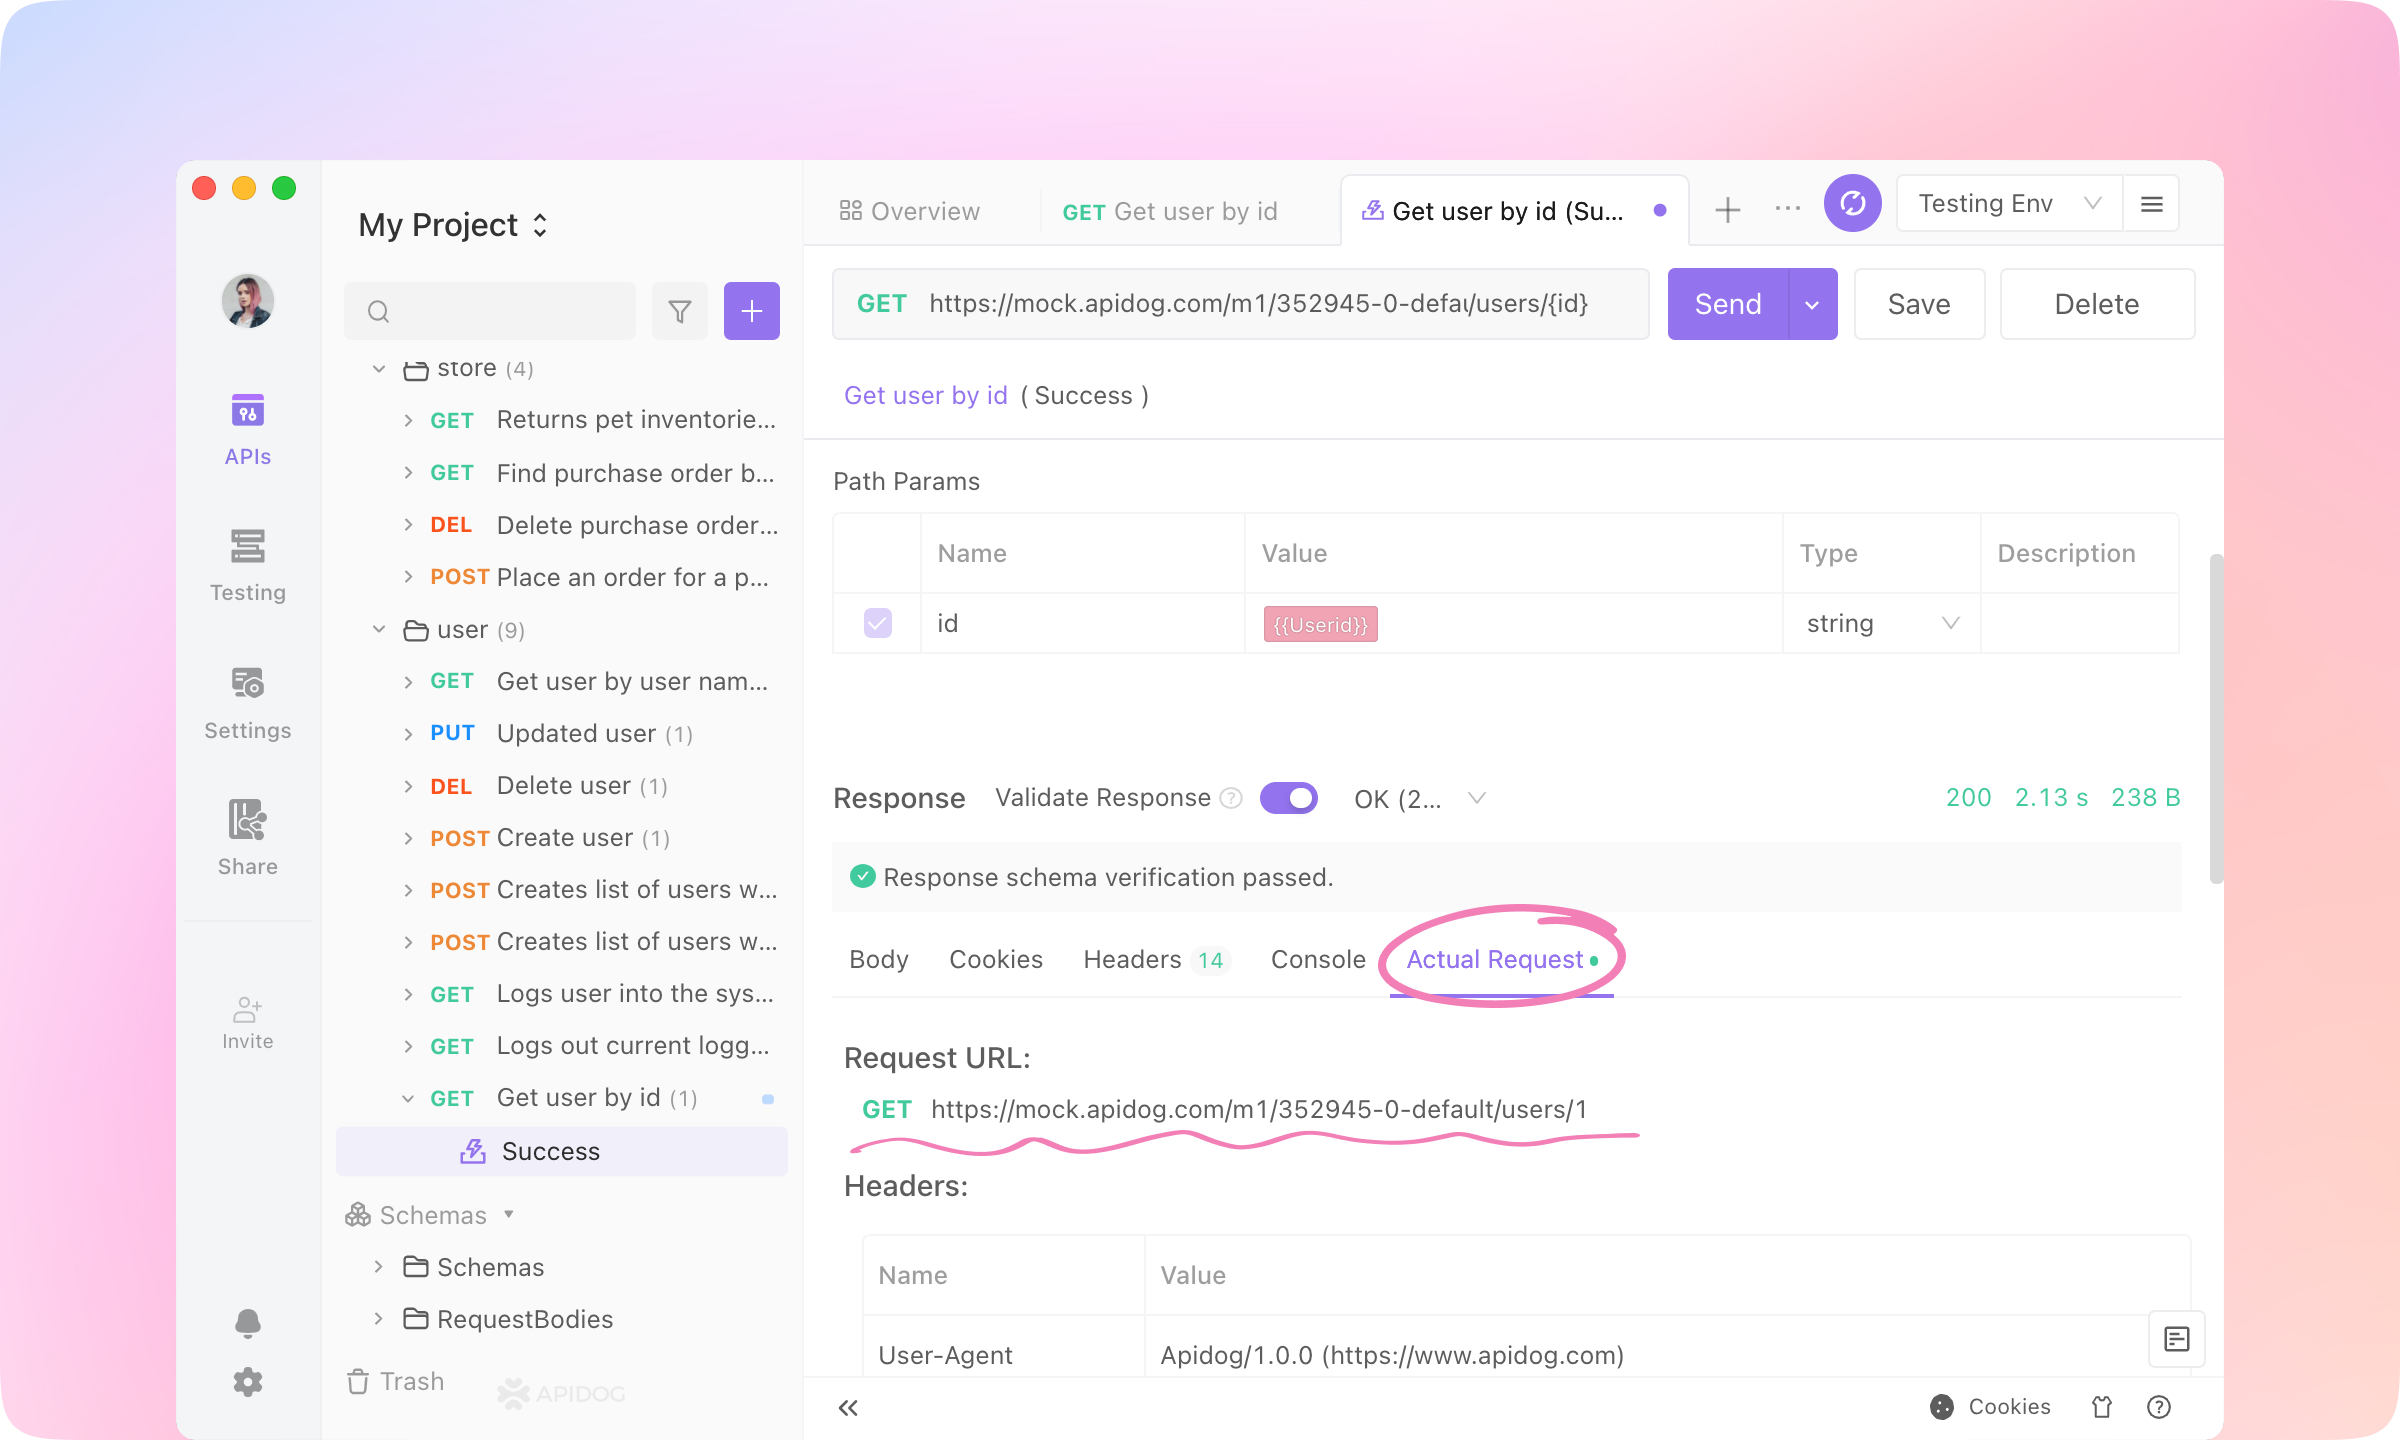 My Project
APIs
Testing
Settings
Share
Invite
store (4)
GET Returns pet inventorie...
GET Find purchase order b...
DEL Delete purchase order...
POST Place an order for a p...
user (9)
GET Get user by user nam...
PUT Updated user (1)
DEL Delete user (1)
POST Create user (1)
POST Creates list of users w...
POST Creates list of users w...
GET Logs user into the sys...
GET Logs out current logg...
GET Get user by id (1)
Success
Schemas
Schemas
RequestBodies
Trash
APIDOG
Overview
GET Get user by id
Get user by id (Su...
Testing Env
GET https://mock.apidog.com/m1/352945-0-defau/users/{id}
Send
Save
Delete
Get user by id ( Success )
Path Params
Name Value Type Description
id {{Userid}} string
Response Validate Response ? OK (2... 200 2.13 s 238 B
Response schema verification passed.
Body Cookies Headers 14 Console Actual Request
Request URL:
GET https://mock.apidog.com/m1/352945-0-default/users/1
Headers:
Name Value
User-Agent Apidog/1.0.0 (https://www.apidog.com)
Cookies ?